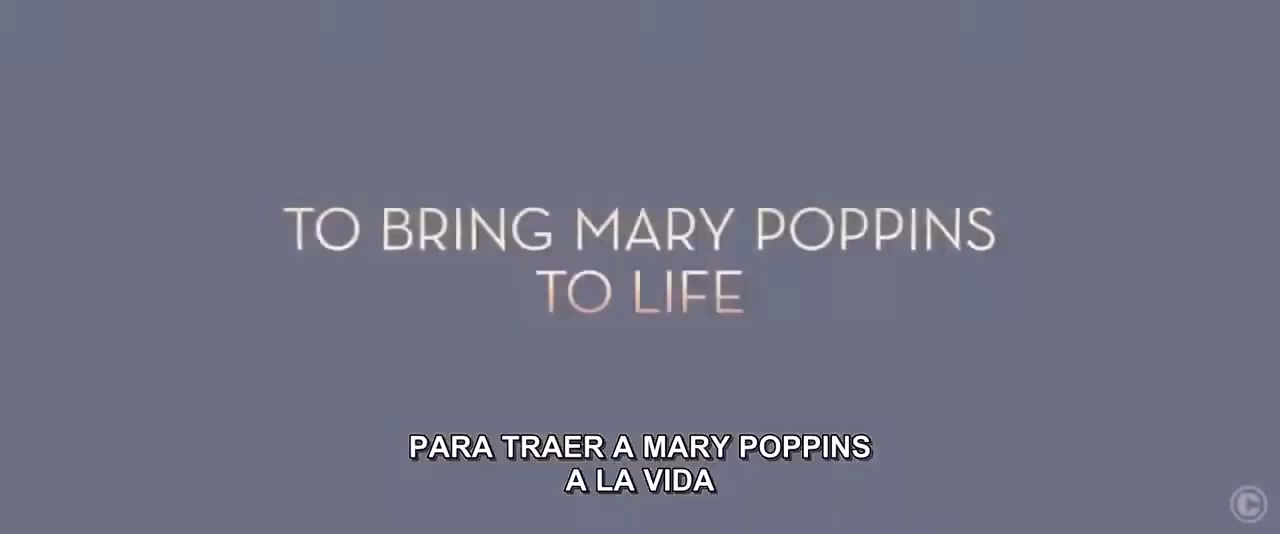 TO BRING MARY POPPINS
TO LIFE
PARA TRAER A MARY POPPINS
A LA VIDA
©